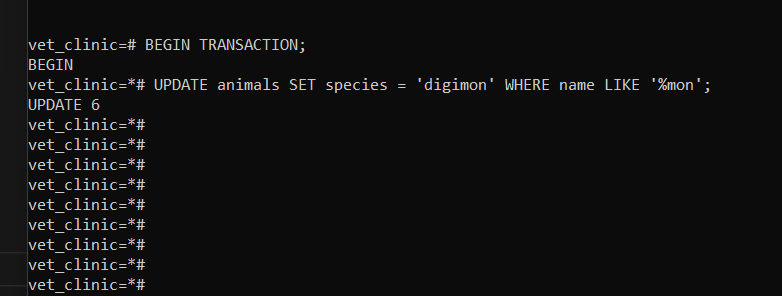 vet_clinic=# BEGIN TRANSACTION;
BEGIN
vet_clinic=*# UPDATE animals SET species = 'digimon' WHERE name LIKE '%mon';
UPDATE 6
vet_clinic=*#
vet_clinic=*#
vet_clinic=*#
vet_clinic=*#
vet_clinic=*#
vet_clinic=*#
vet_clinic=*#
vet_clinic=*#
vet_clinic=*#